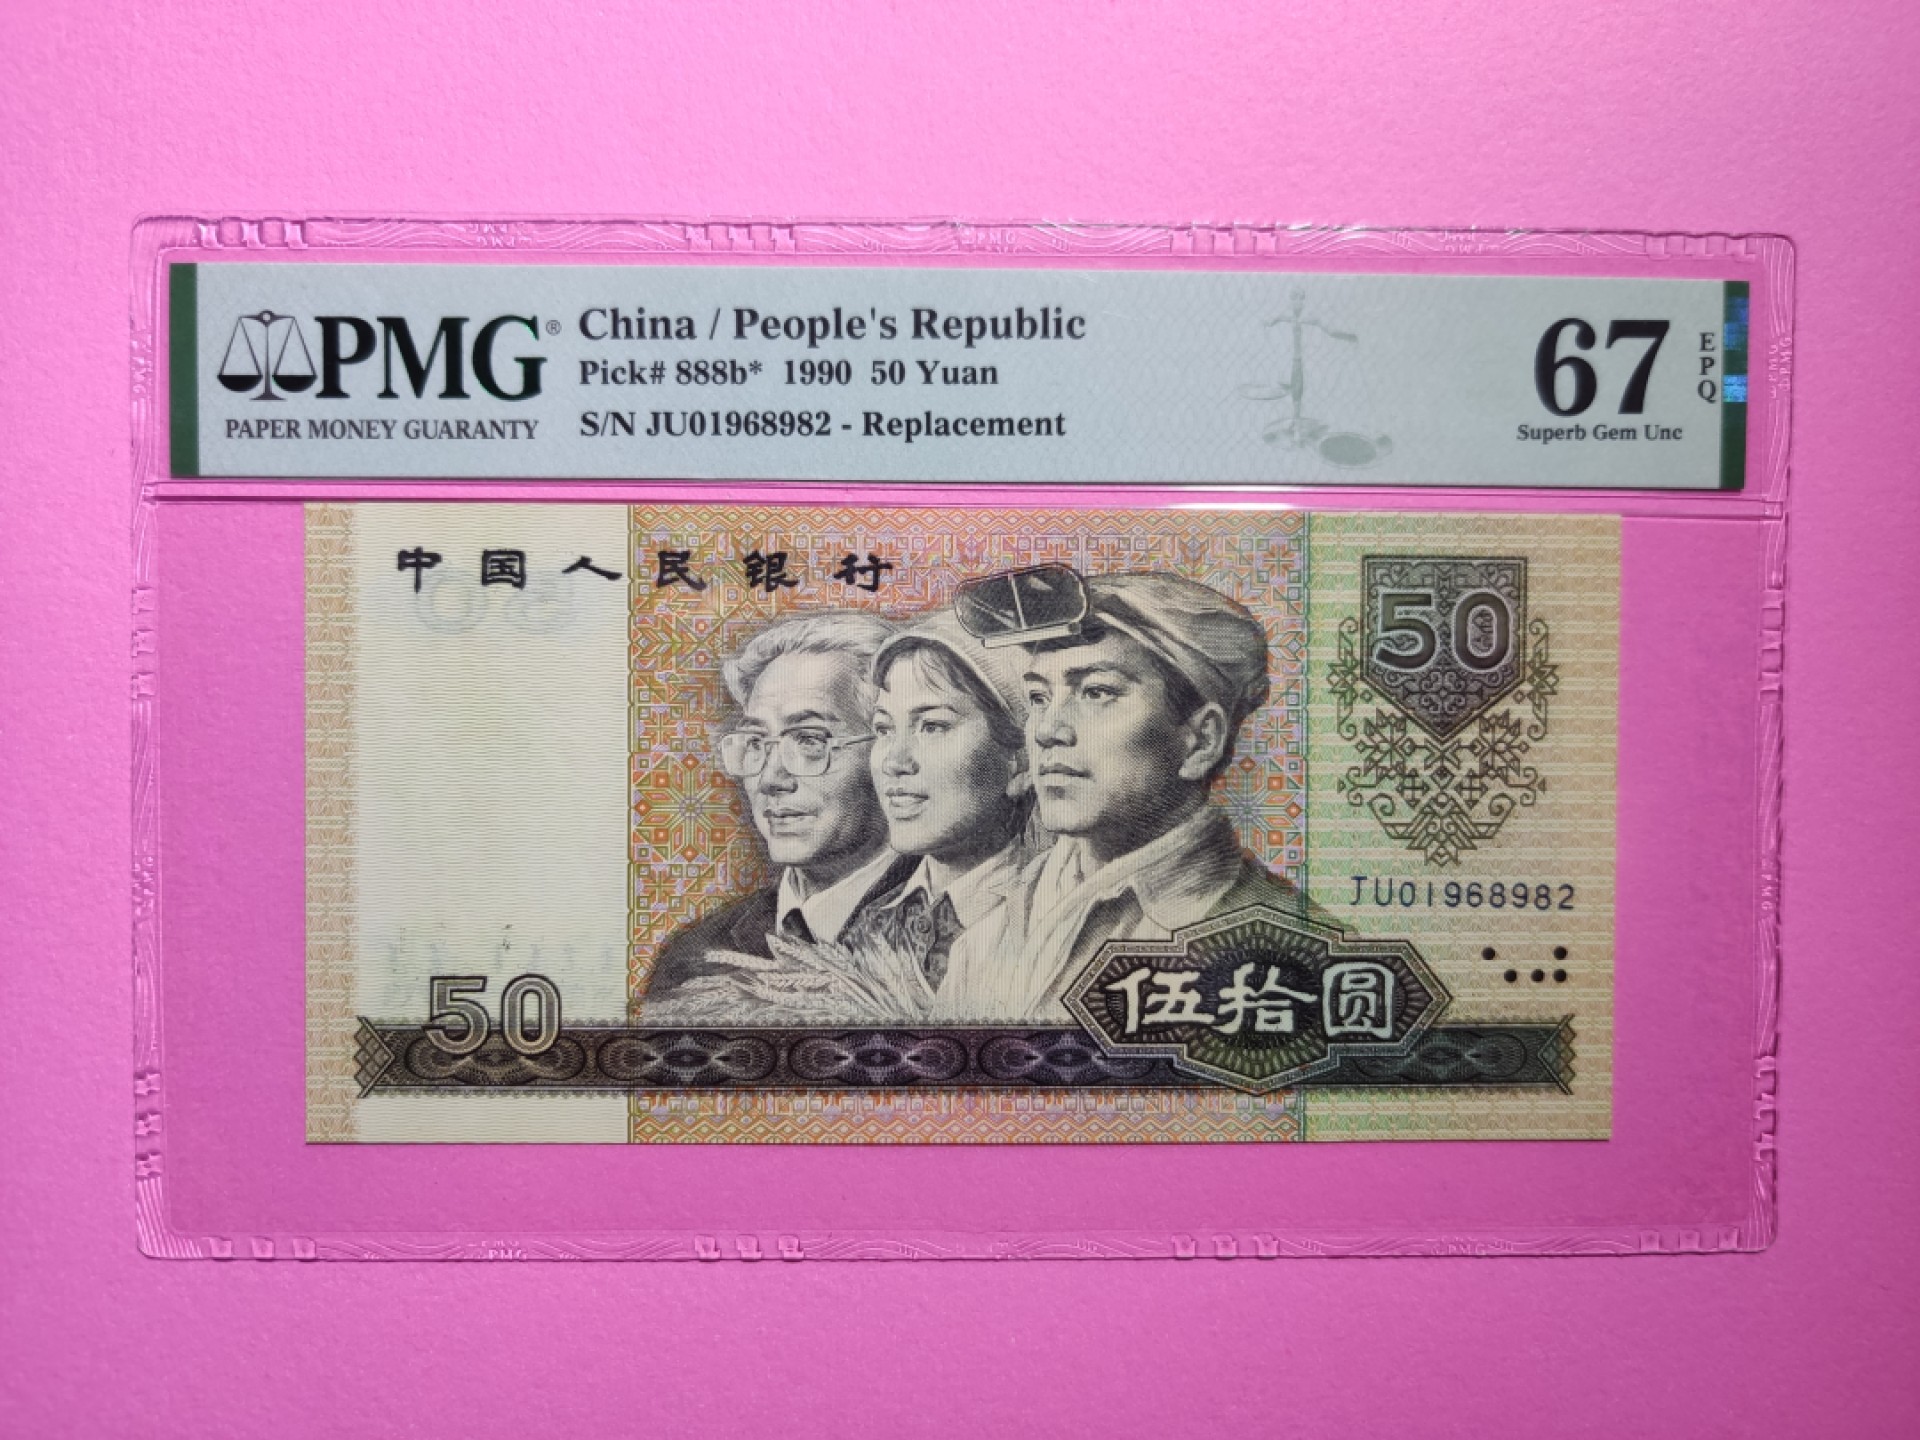 PMG® China / People's Republic
Pick# 888b* 1990 50 Yuan
PAPER MONEY GUARANTY S/N JU01968982 - Replacement
67 EPQ
Superb Gem Unc
中国人民银行
50
JU01968982
50
伍拾圆